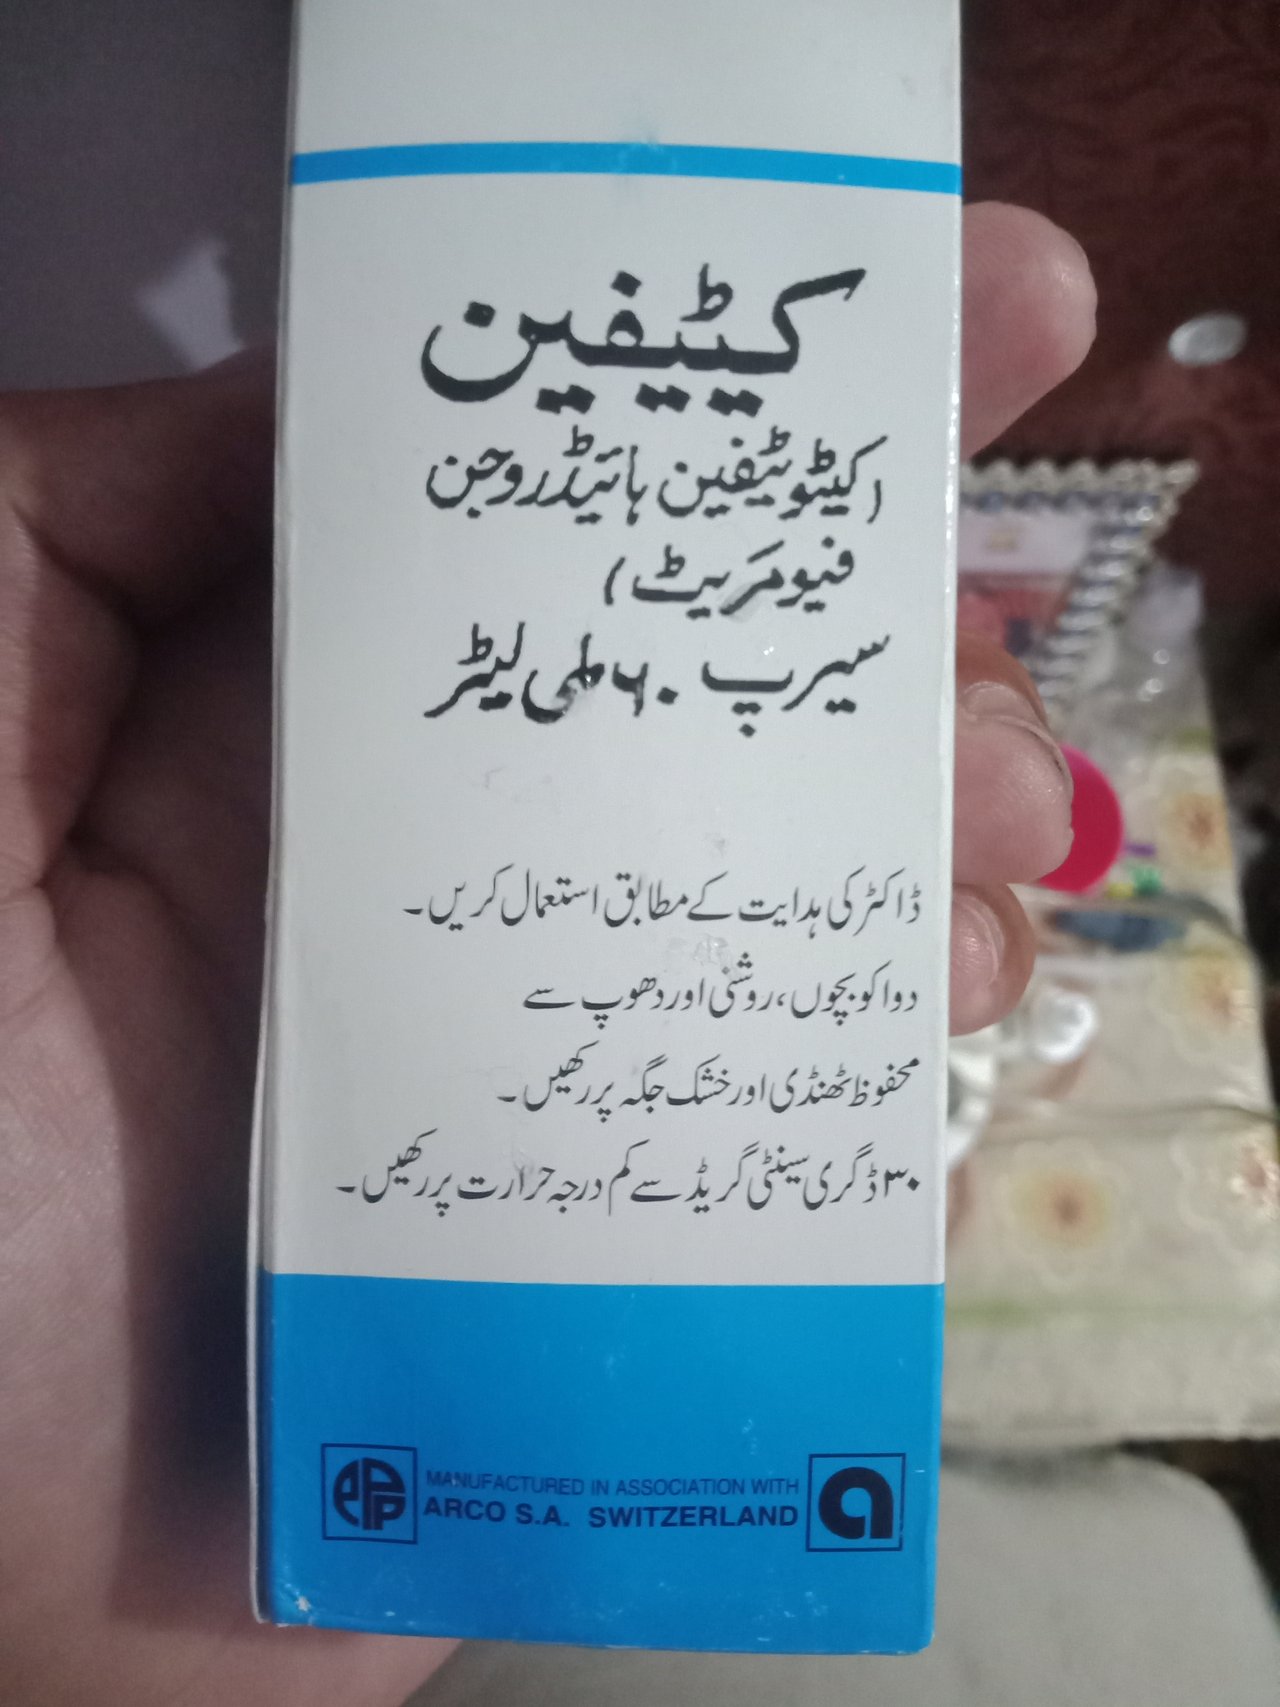 کیٹیفین
(کیٹوٹیفین ہائیڈروجن
فیومریٹ)
سیرپ ۶۰ ملی لیٹر
ڈاکٹر کی ہدایت کے مطابق استعمال کریں۔
دوا کو بچوں، روشنی اور دھوپ سے
محفوظ ٹھنڈی اور خشک جگہ پر رکھیں۔
۳۰ ڈگری سینٹی گریڈ سے کم درجہ حرارت پر رکھیں۔
MANUFACTURED IN ASSOCIATION WITH
ARCO S.A. SWITZERLAND
a